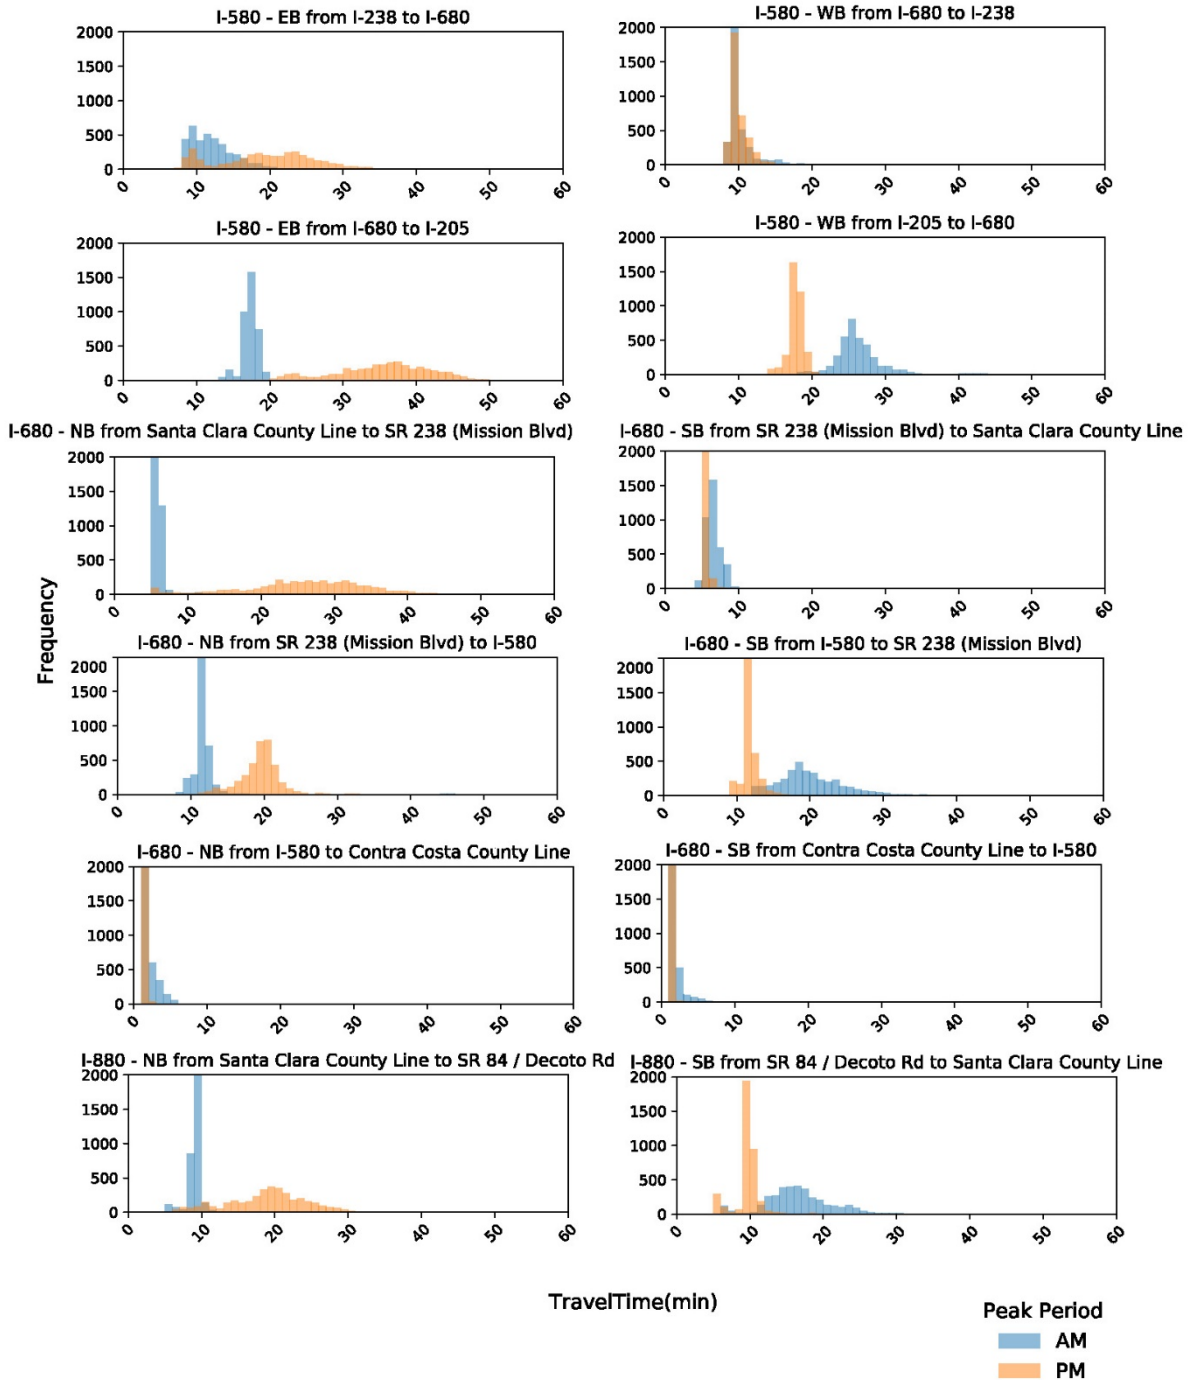 I-580 - EB from I-238 to I-680
2000
1500
1000
500
0
0 10 20 30 40 50 60
I-580 - WB from I-680 to I-238
2000
1500
1000
500
0
0 10 20 30 40 50 60
I-580 - EB from I-680 to I-205
2000
1500
1000
500
0
0 10 20 30 40 50 60
I-580 - WB from I-205 to I-680
2000
1500
1000
500
0
0 10 20 30 40 50 60
I-680 - NB from Santa Clara County Line to SR 238 (Mission Blvd)
2000
1500
1000
500
0
0 10 20 30 40 50 60
I-680 - SB from SR 238 (Mission Blvd) to Santa Clara County Line
2000
1500
1000
500
0
0 10 20 30 40 50 60
Frequency
I-680 - NB from SR 238 (Mission Blvd) to I-580
2000
1500
1000
500
0
0 10 20 30 40 50 60
I-680 - SB from I-580 to SR 238 (Mission Blvd)
2000
1500
1000
500
0
0 10 20 30 40 50 60
I-680 - NB from I-580 to Contra Costa County Line
2000
1500
1000
500
0
0 10 20 30 40 50 60
I-680 - SB from Contra Costa County Line to I-580
2000
1500
1000
500
0
0 10 20 30 40 50 60
I-880 - NB from Santa Clara County Line to SR 84 / Decoto Rd
2000
1500
1000
500
0
0 10 20 30 40 50 60
I-880 - SB from SR 84 / Decoto Rd to Santa Clara County Line
2000
1500
1000
500
0
0 10 20 30 40 50 60
TravelTime(min)
Peak Period
AM
PM